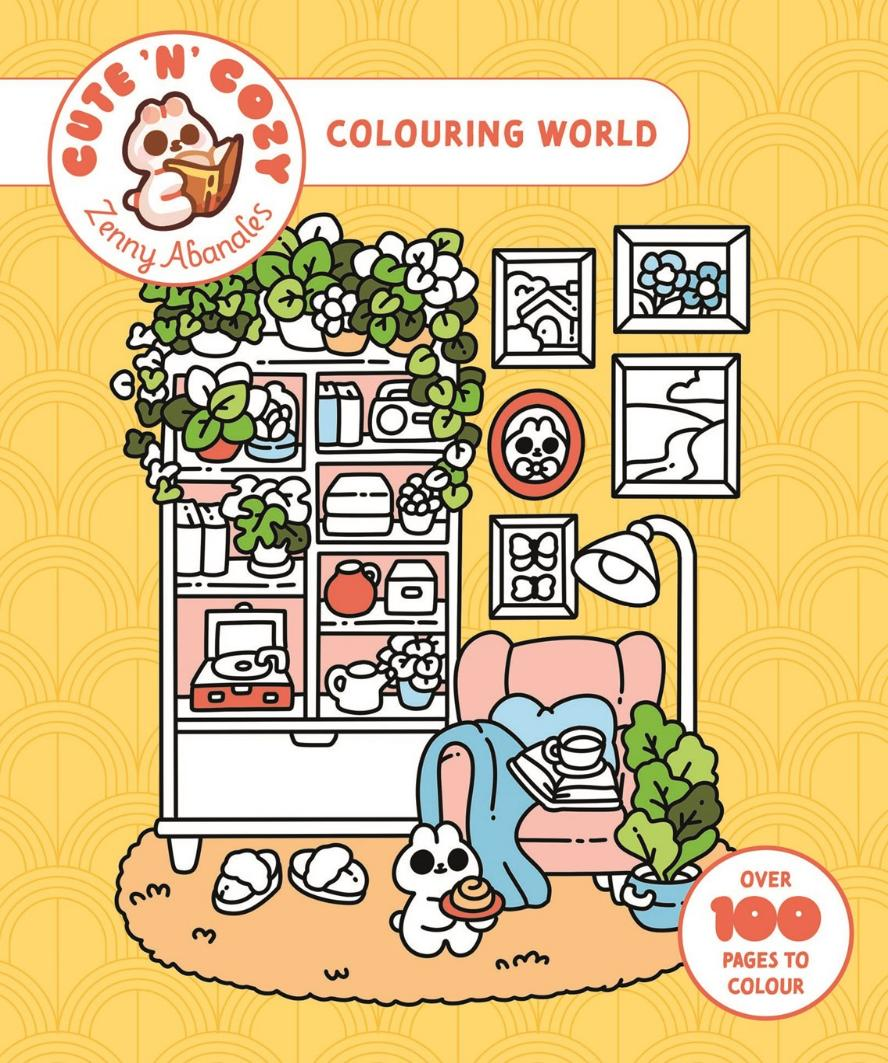 CUTE 'N' COZY
Zenny Abanales
COLOURING WORLD
OVER
100
PAGES TO
COLOUR